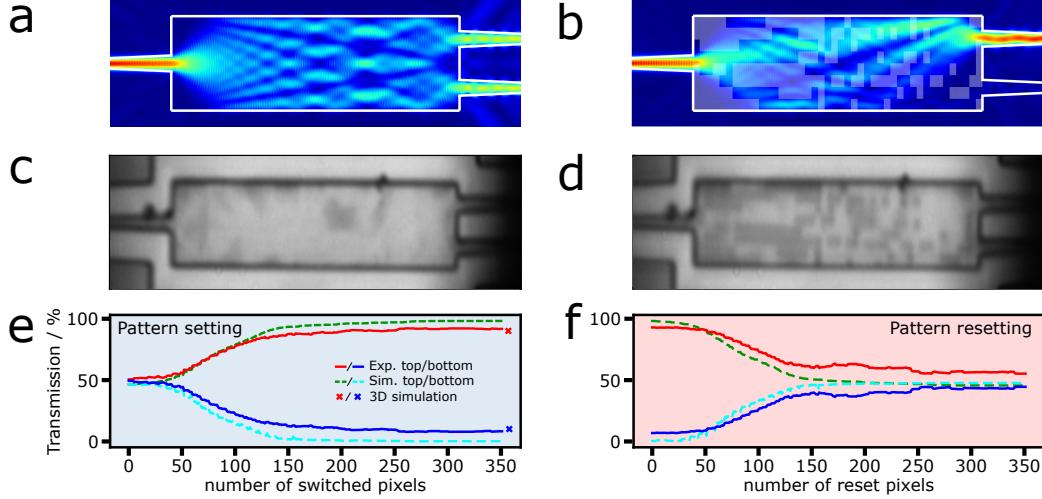 a
b
c
d
e
f
Transmission / %
100
50
0
Pattern setting
Exp. top/bottom
Sim. top/bottom
3D simulation
0 50 100 150 200 250 300 350
number of switched pixels
100
50
0
Pattern resetting
0 50 100 150 200 250 300 350
number of reset pixels